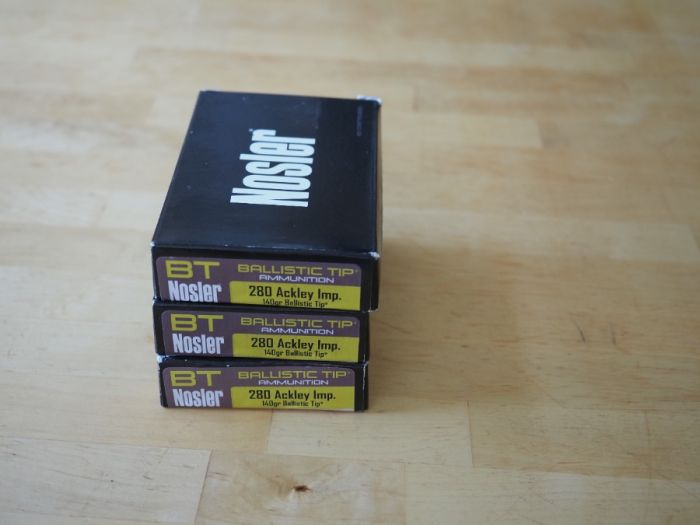 Nosler
BT BALLISTIC TIP®
AMMUNITION
Nosler 280 Ackley Imp.
140gr Ballistic Tip®
BT BALLISTIC TIP®
AMMUNITION
Nosler 280 Ackley Imp.
140gr Ballistic Tip®
BT BALLISTIC TIP®
AMMUNITION
Nosler 280 Ackley Imp.
140gr Ballistic Tip®